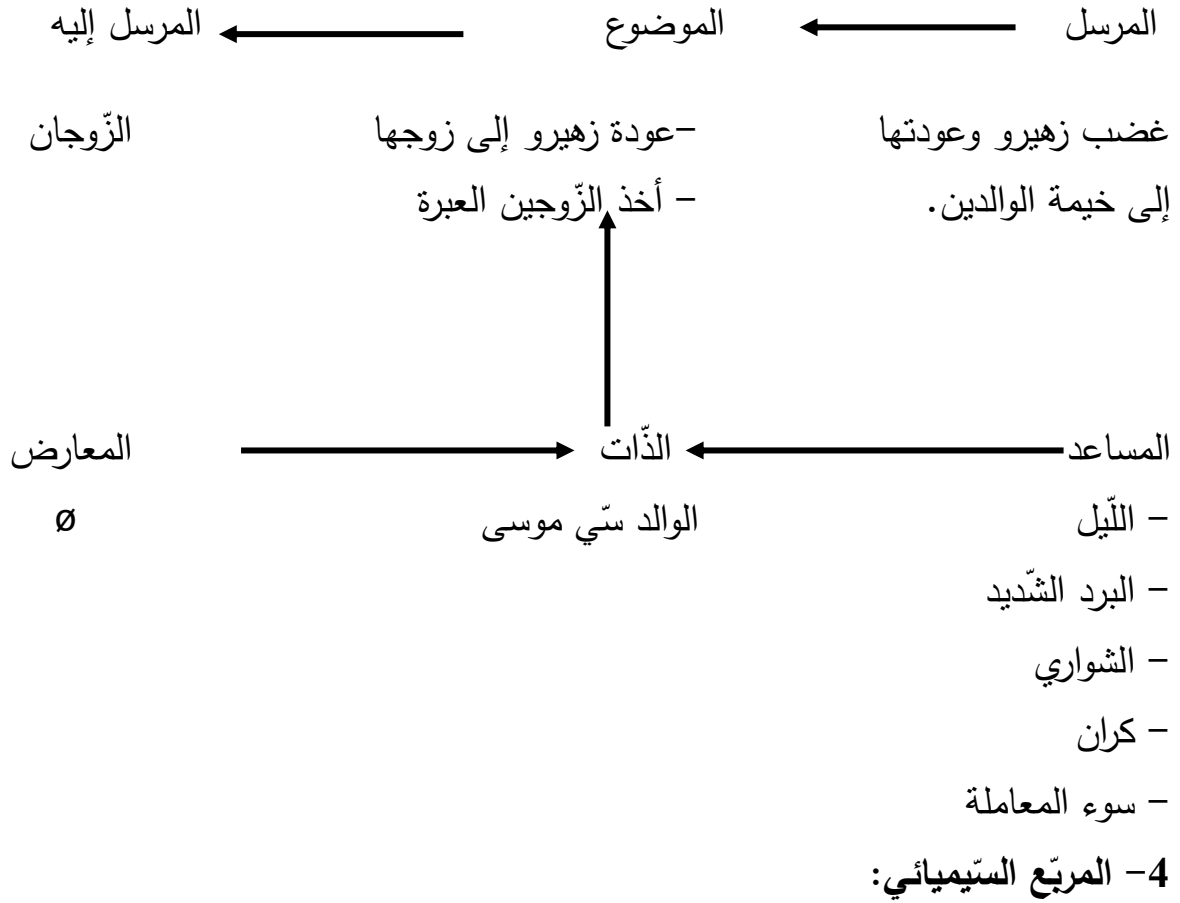 المرسل الموضوع المرسل إليه
غضب زهيرو وعودتها -عودة زهيرو إلى زوجها الزّوجان
إلى خيمة الوالدين. - أخذ الزّوجين العبرة
المساعد الذّات المعارض
- اللّيل الوالد سّي موسى ø
- البرد الشّديد
- الشواري
- كران
- سوء المعاملة
4- المربّع السّيميائي: